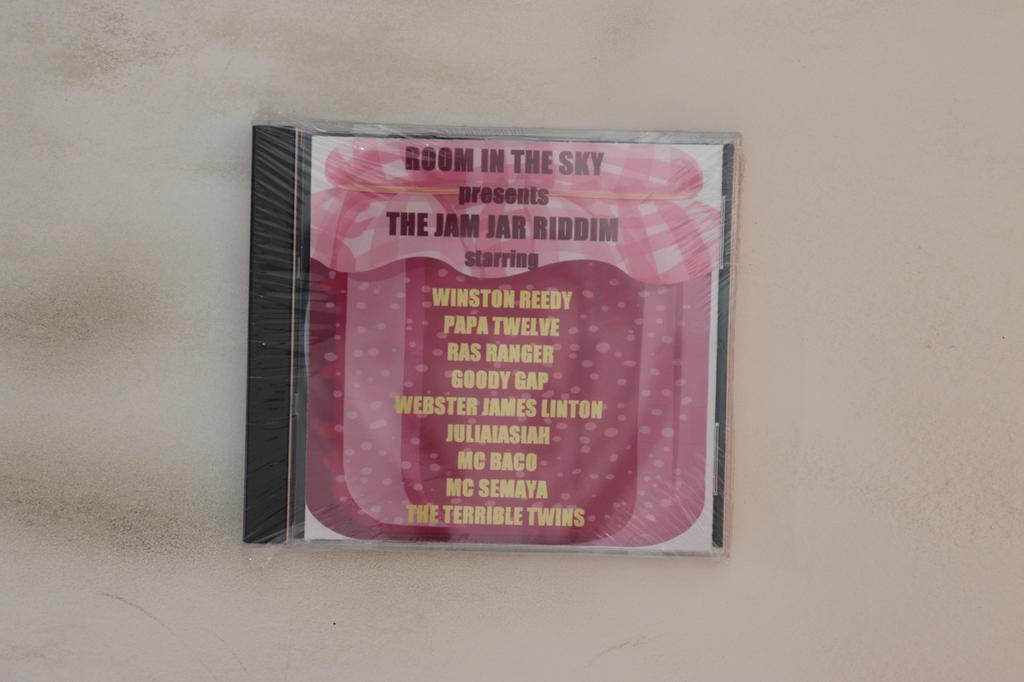 ROOM IN THE SKY
presents
THE JAM JAR RIDDIM
starring
WINSTON REEDY
PAPA TWELVE
RAS RANGER
GOODY GAP
WEBSTER JAMES LINTON
JULIAIASIAH
MC BACO
MC SEMAYA
THE TERRIBLE TWINS